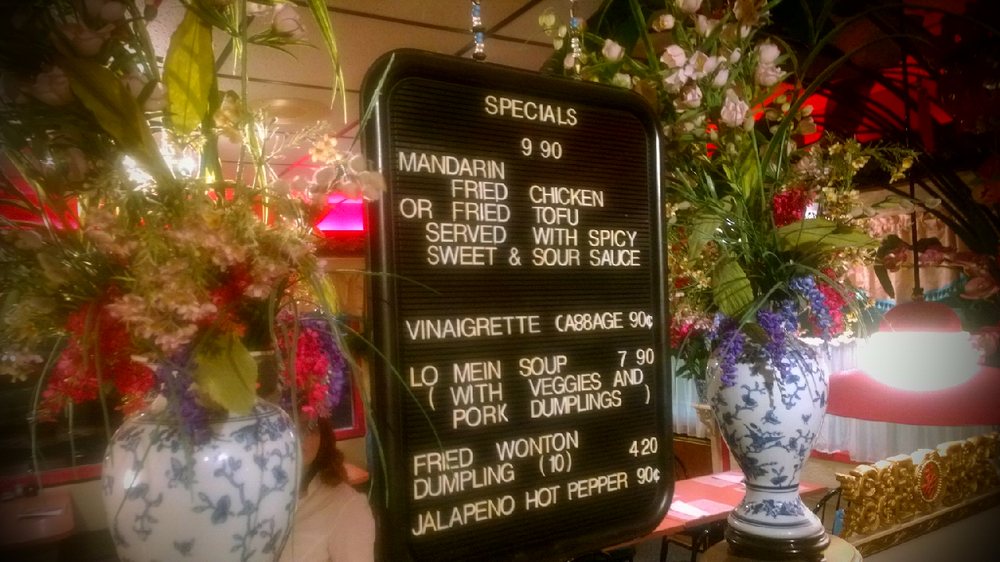 SPECIALS
9 90
MANDARIN
FRIED CHICKEN
OR FRIED TOFU
SERVED WITH SPICY
SWEET & SOUR SAUCE
VINAIGRETTE (A88AGE 90¢
LO MEIN SOUP 7 90
( WITH VEGGIES AND
PORK DUMPLINGS )
FRIED WONTON
DUMPLING (10) 4 20
JALAPENO HOT PEPPER 90¢